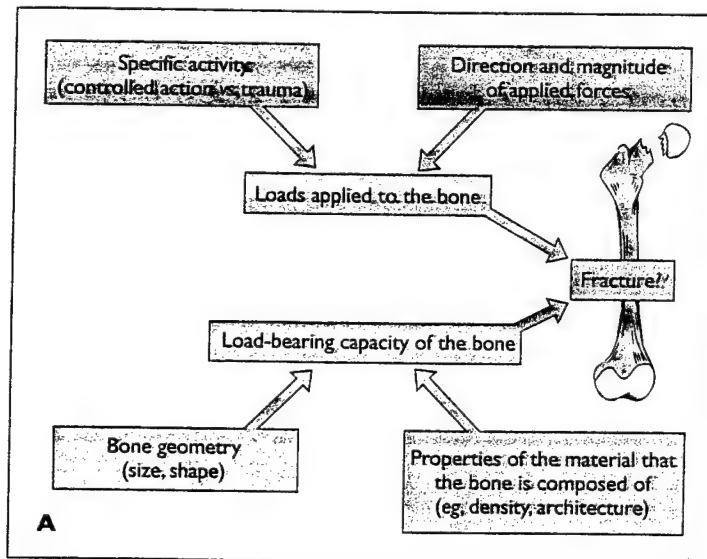 Specific activity
(controlled action vs trauma)
Direction and magnitude
of applied forces
Loads applied to the bone
Fracture?
Load-bearing capacity of the bone
Bone geometry
(size, shape)
Properties of the material that
the bone is composed of
(eg, density, architecture)
A